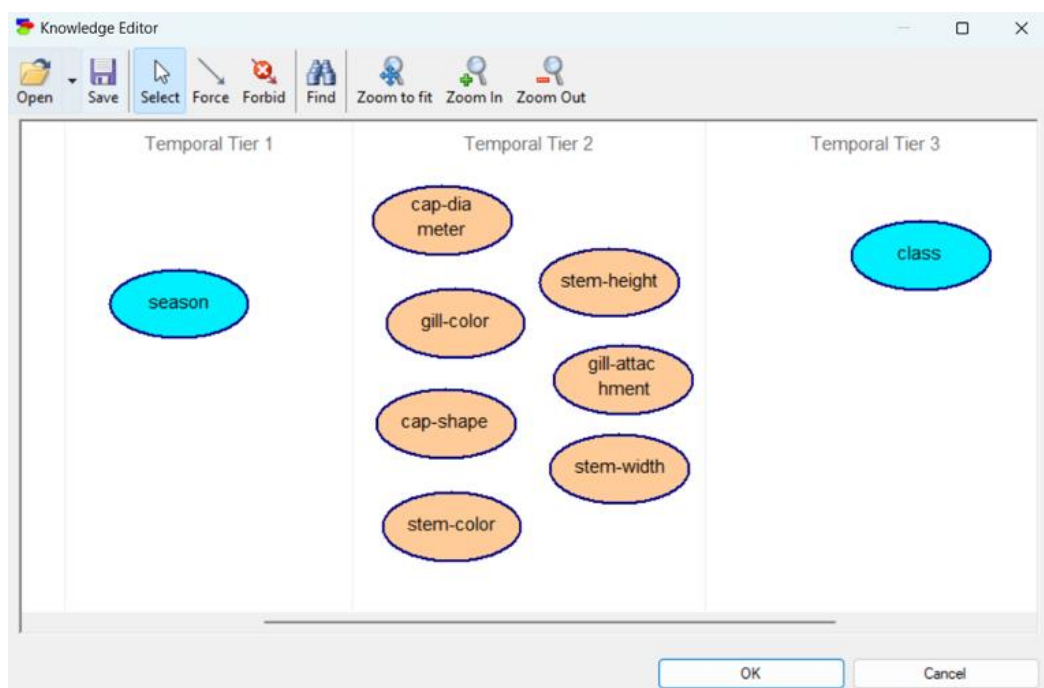 Knowledge Editor
Open Save Select Force Forbid Find Zoom to fit Zoom In Zoom Out
Temporal Tier 1 Temporal Tier 2 Temporal Tier 3
cap-dia
meter
class
stem-height
season
gill-color
gill-attac
hment
cap-shape
stem-width
stem-color
OK Cancel